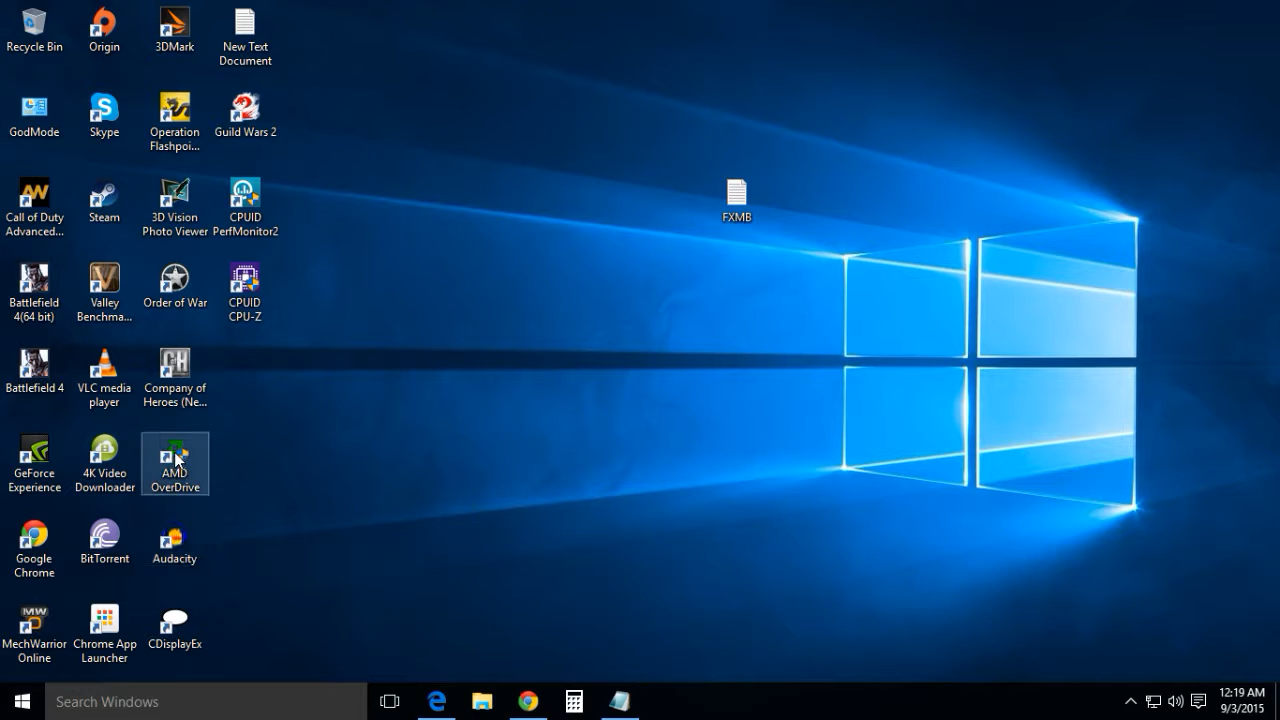 Recycle Bin
Origin
3DMark
New Text
Document
GodMode
Skype
Operation
Flashpoi...
Guild Wars 2
AW
Call of Duty
Advanced...
Steam
3D Vision
Photo Viewer
CPUID
PerfMonitor2
FXMB
Battlefield
4(64 bit)
V
Valley
Benchma...
Order of War
CPUID
CPU-Z
Battlefield 4
VLC media
player
CH
Company of
Heroes (Ne...
GeForce
Experience
4K Video
Downloader
AMD
OverDrive
Google
Chrome
BitTorrent
Audacity
MW
MechWarrior
Online
Chrome App
Launcher
CDisplayEx
Search Windows
12:19 AM
9/3/2015